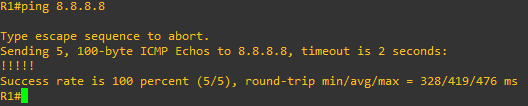 R1#ping 8.8.8.8
Type escape sequence to abort.
Sending 5, 100-byte ICMP Echos to 8.8.8.8, timeout is 2 seconds:
!!!!!
Success rate is 100 percent (5/5), round-trip min/avg/max = 328/419/476 ms
R1#